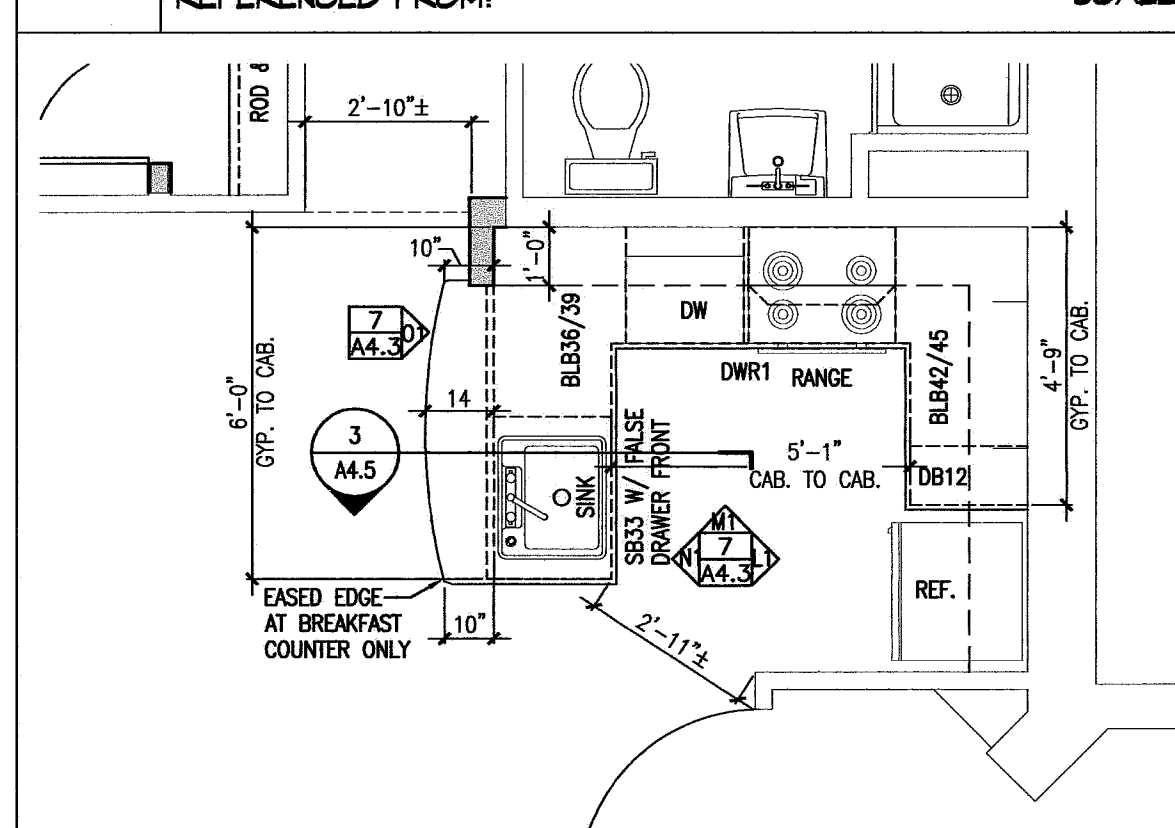 REFERENCED FROM:
ROD &
2'-10"±
10"
1'-0"
6'-0"
GYP. TO CAB.
7
A4.3
O1
BLB36/39
DW
DWR1
RANGE
BLB42/45
4'-9"
GYP. TO CAB.
14
3
A4.5
SINK
SB33 W/ FALSE
DRAWER FRONT
5'-1"
CAB. TO CAB.
DB12
M1
N1
7
L1
A4.3
REF.
EASED EDGE
AT BREAKFAST
COUNTER ONLY
10"
2'-11"±